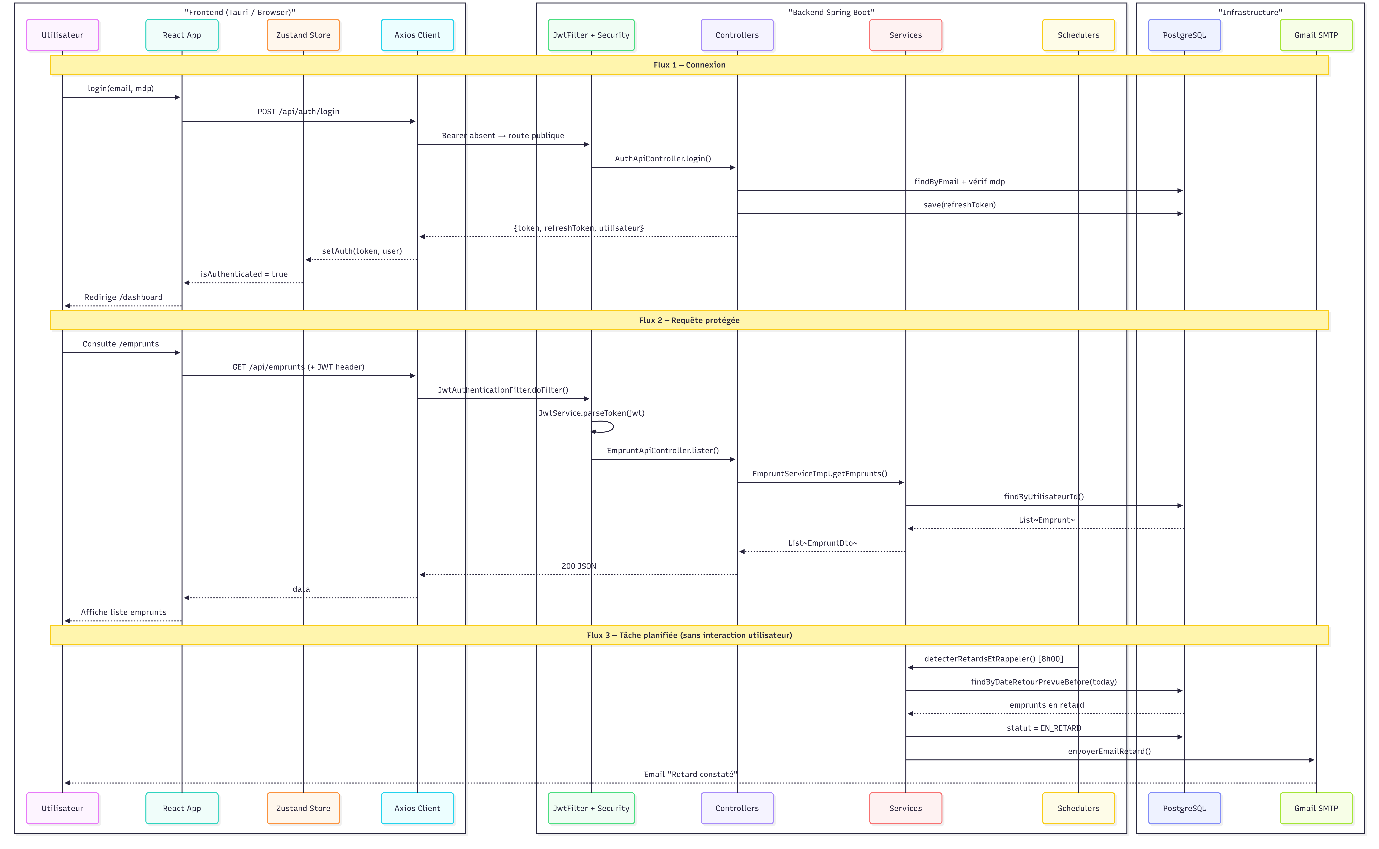 "Frontend (Tauri / Browser)"
"Backend Spring Boot"
"Infrastructure"
Utilisateur
React App
Zustand Store
Axios Client
JwtFilter + Security
Controllers
Services
Schedulers
PostgreSQL
Gmail SMTP
Flux 1 — Connexion
login(email, mdp)
POST /api/auth/login
Bearer absent → route publique
AuthApiController.login()
findByEmail + vérif mdp
save(refreshToken)
{token, refreshToken, utilisateur}
setAuth(token, user)
isAuthenticated = true
Redirige /dashboard
Flux 2 — Requête protégée
Consulte /emprunts
GET /api/emprunts (+ JWT header)
JwtAuthenticationFilter.doFilter()
JwtService.parseToken(jwt)
EmpruntApiController.lister()
EmpruntServiceImpl.getEmprunts()
findByUtilisateurId()
List~Emprunt~
List~EmpruntDto~
200 JSON
data
Affiche liste emprunts
Flux 3 — Tâche planifiée (sans interaction utilisateur)
detecterRetardsEtRappeler() [8h00]
findByDateRetourPrevueBefore(today)
emprunts en retard
statut = EN_RETARD
envoyerEmailRetard()
Email "Retard constaté"
Utilisateur
React App
Zustand Store
Axios Client
JwtFilter + Security
Controllers
Services
Schedulers
PostgreSQL
Gmail SMTP